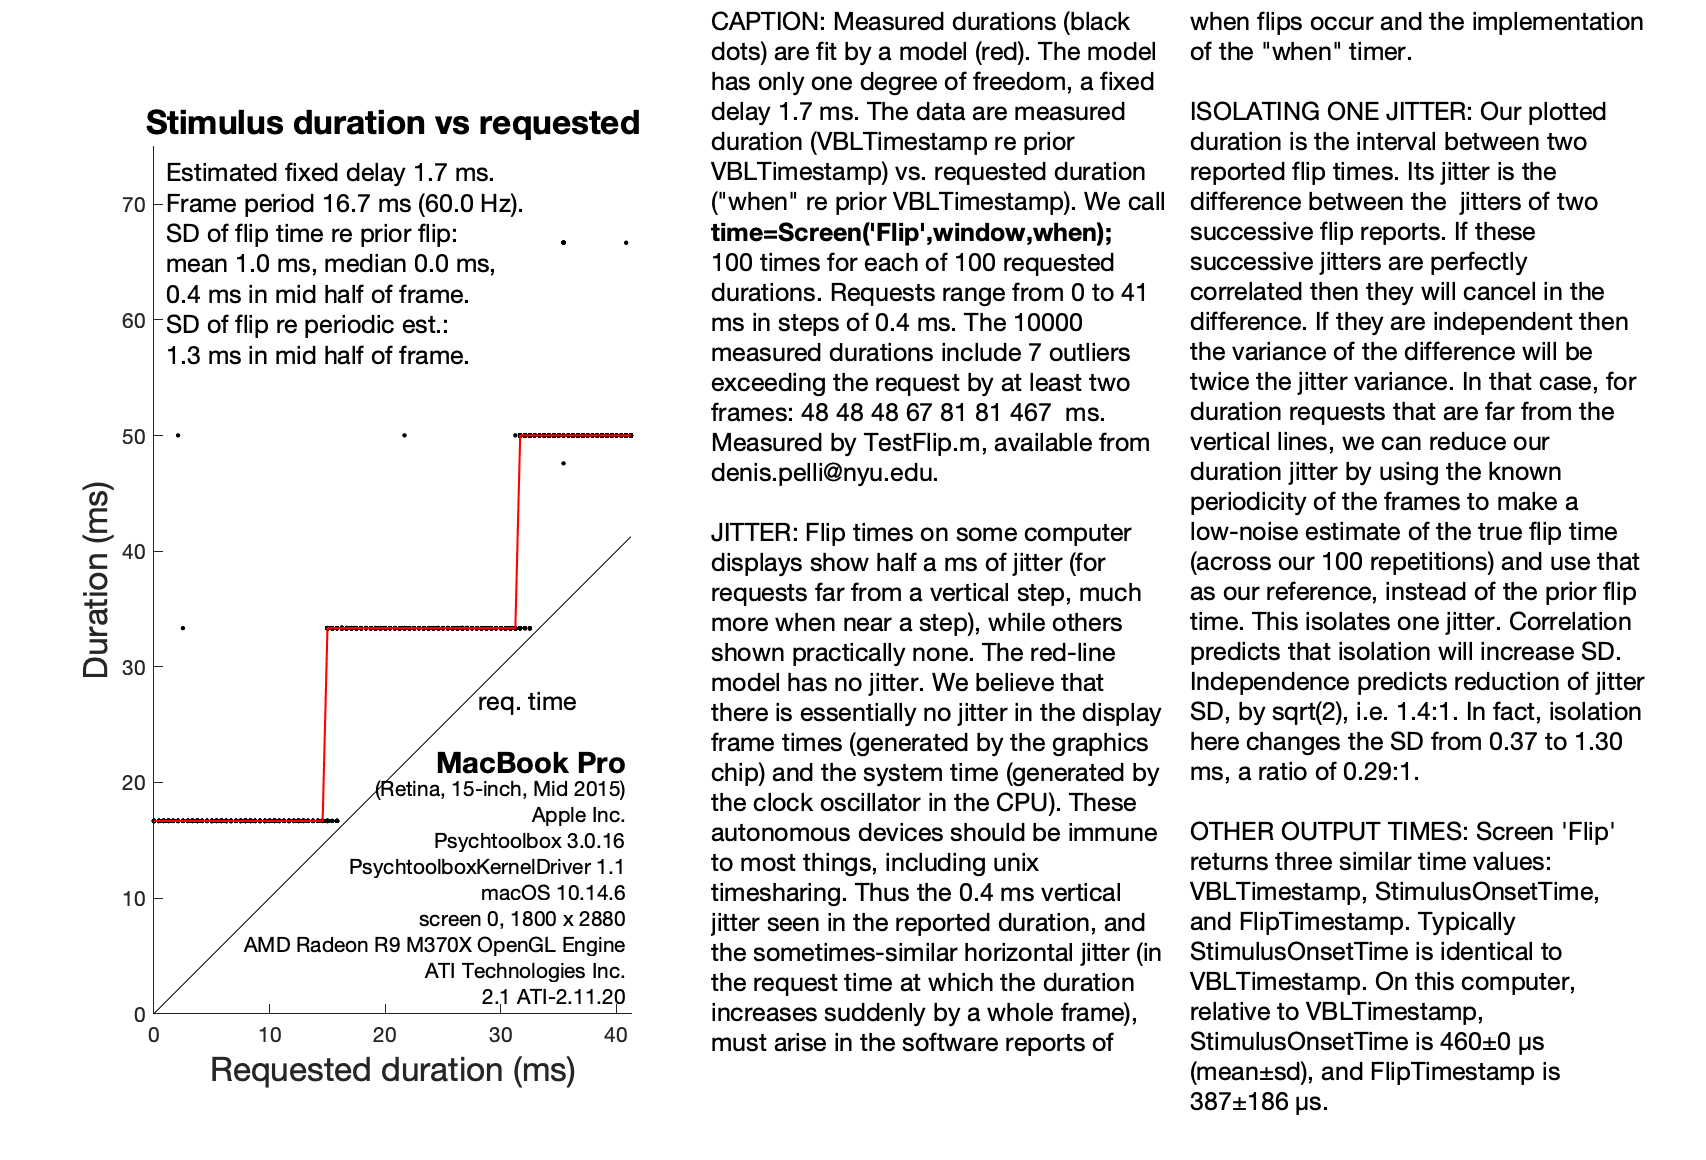 Stimulus duration vs requested
Estimated fixed delay 1.7 ms.
Frame period 16.7 ms (60.0 Hz).
SD of flip time re prior flip:
mean 1.0 ms, median 0.0 ms,
0.4 ms in mid half of frame.
SD of flip re periodic est.:
1.3 ms in mid half of frame.
70
60
50
40
30
20
10
0
Duration (ms)
req. time
MacBook Pro
(Retina, 15-inch, Mid 2015)
Apple Inc.
Psychtoolbox 3.0.16
PsychtoolboxKernelDriver 1.1
macOS 10.14.6
screen 0, 1800 x 2880
AMD Radeon R9 M370X OpenGL Engine
ATI Technologies Inc.
2.1 ATI-2.11.20
0 10 20 30 40
Requested duration (ms)
CAPTION: Measured durations (black
dots) are fit by a model (red). The model
has only one degree of freedom, a fixed
delay 1.7 ms. The data are measured
duration (VBLTimestamp re prior
VBLTimestamp) vs. requested duration
("when" re prior VBLTimestamp). We call
time=Screen('Flip',window,when);
100 times for each of 100 requested
durations. Requests range from 0 to 41
ms in steps of 0.4 ms. The 10000
measured durations include 7 outliers
exceeding the request by at least two
frames: 48 48 48 67 81 81 467  ms.
Measured by TestFlip.m, available from
denis.pelli@nyu.edu.
JITTER: Flip times on some computer
displays show half a ms of jitter (for
requests far from a vertical step, much
more when near a step), while others
shown practically none. The red-line
model has no jitter. We believe that
there is essentially no jitter in the display
frame times (generated by the graphics
chip) and the system time (generated by
the clock oscillator in the CPU). These
autonomous devices should be immune
to most things, including unix
timesharing. Thus the 0.4 ms vertical
jitter seen in the reported duration, and
the sometimes-similar horizontal jitter (in
the request time at which the duration
increases suddenly by a whole frame),
must arise in the software reports of
when flips occur and the implementation
of the "when" timer.
ISOLATING ONE JITTER: Our plotted
duration is the interval between two
reported flip times. Its jitter is the
difference between the  jitters of two
successive flip reports. If these
successive jitters are perfectly
correlated then they will cancel in the
difference. If they are independent then
the variance of the difference will be
twice the jitter variance. In that case, for
duration requests that are far from the
vertical lines, we can reduce our
duration jitter by using the known
periodicity of the frames to make a
low-noise estimate of the true flip time
(across our 100 repetitions) and use that
as our reference, instead of the prior flip
time. This isolates one jitter. Correlation
predicts that isolation will increase SD.
Independence predicts reduction of jitter
SD, by sqrt(2), i.e. 1.4:1. In fact, isolation
here changes the SD from 0.37 to 1.30
ms, a ratio of 0.29:1.
OTHER OUTPUT TIMES: Screen 'Flip'
returns three similar time values:
VBLTimestamp, StimulusOnsetTime,
and FlipTimestamp. Typically
StimulusOnsetTime is identical to
VBLTimestamp. On this computer,
relative to VBLTimestamp,
StimulusOnsetTime is 460±0 µs
(mean±sd), and FlipTimestamp is
387±186 µs.